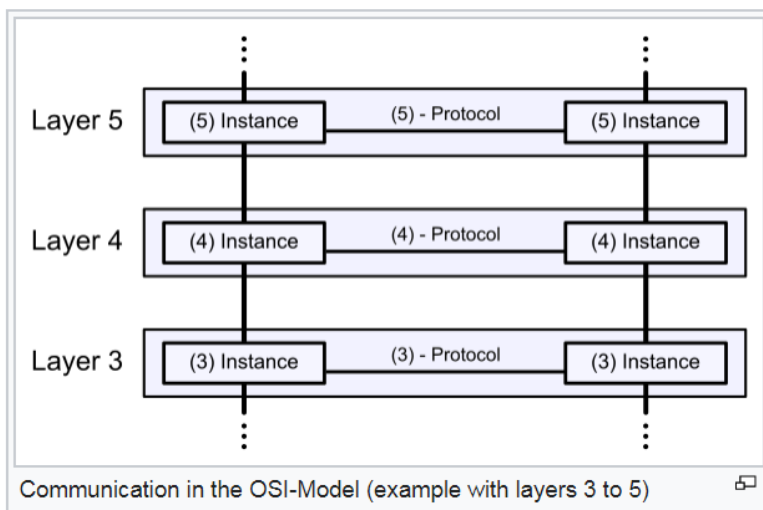 Layer 5
(5) Instance
(5) - Protocol
(5) Instance
Layer 4
(4) Instance
(4) - Protocol
(4) Instance
Layer 3
(3) Instance
(3) - Protocol
(3) Instance
Communication in the OSI-Model (example with layers 3 to 5)